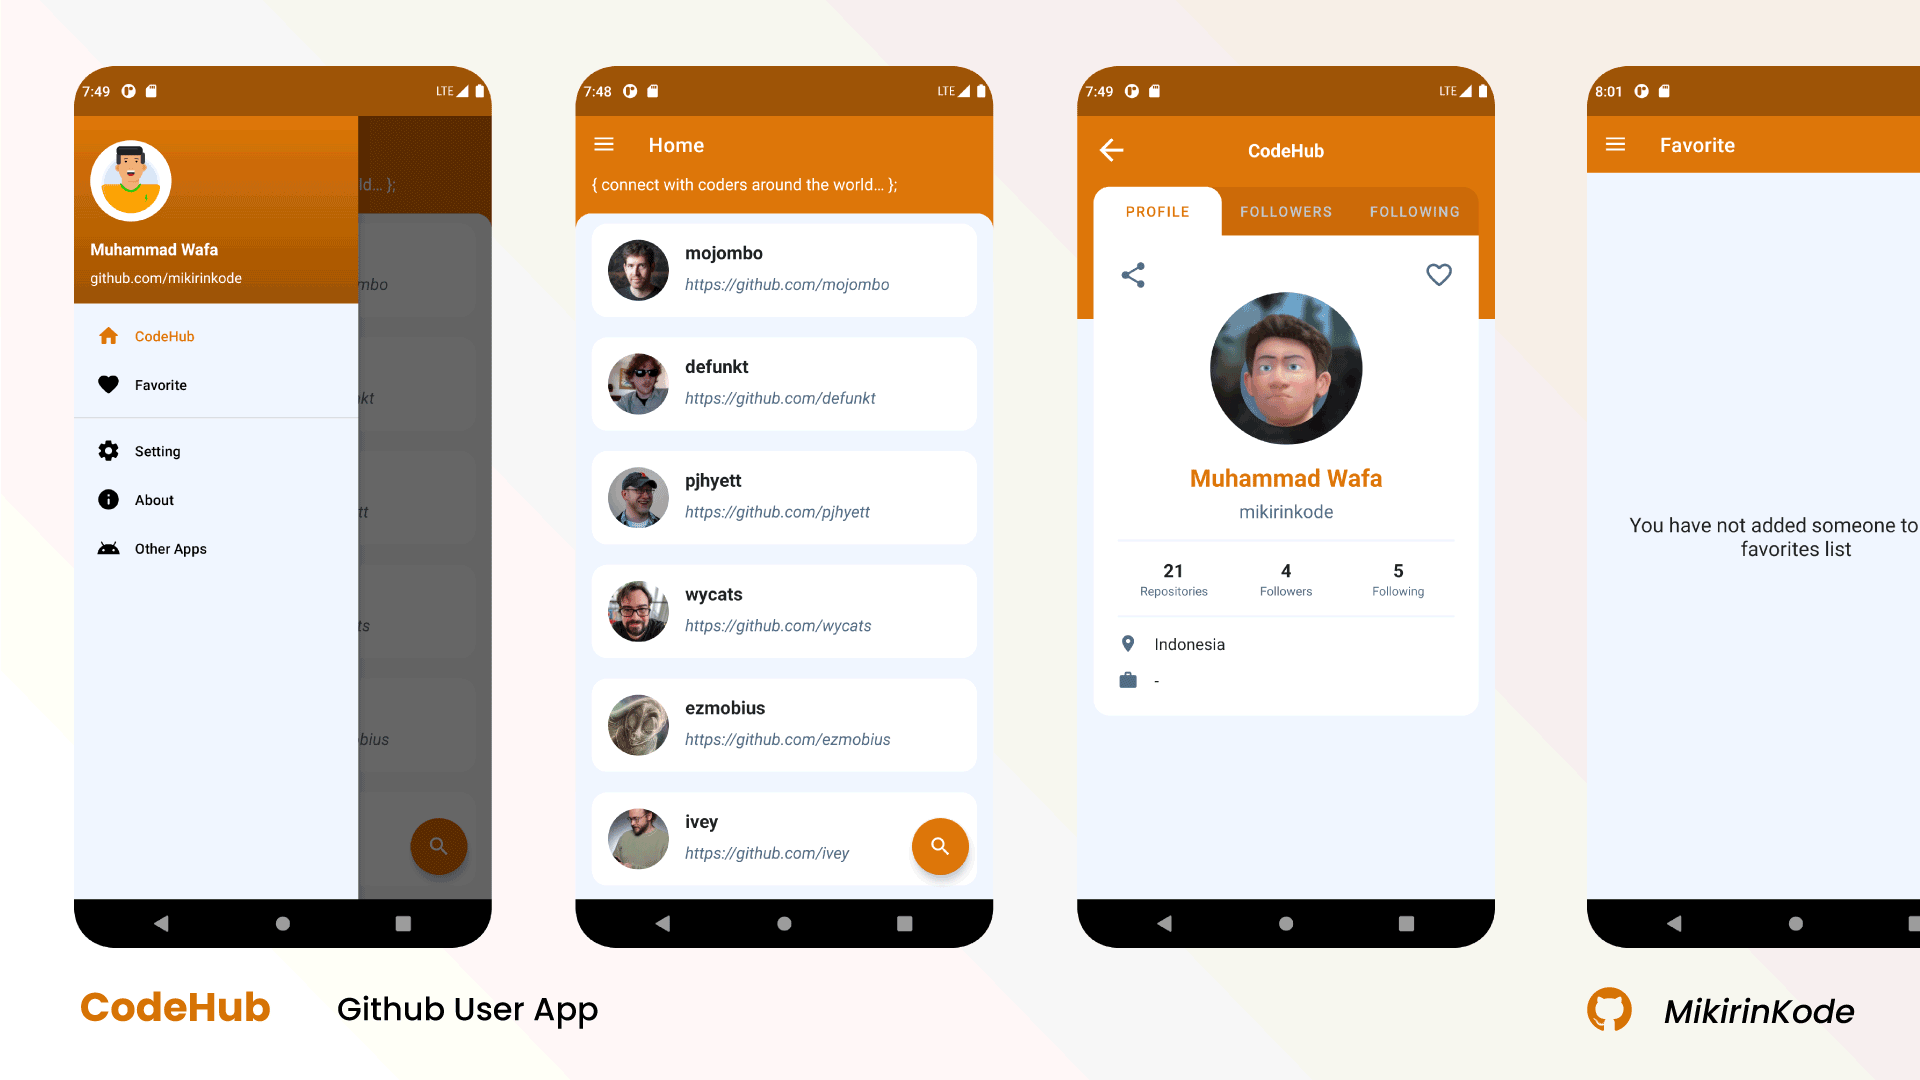 7:49
LTE
Muhammad Wafa
github.com/mikirinkode
CodeHub
Favorite
Setting
About
Other Apps
ld... };
mbo
kt
tt
ts
bius
7:48
LTE
Home
{ connect with coders around the world... };
mojombo
https://github.com/mojombo
defunkt
https://github.com/defunkt
pjhyett
https://github.com/pjhyett
wycats
https://github.com/wycats
ezmobius
https://github.com/ezmobius
ivey
https://github.com/ivey
7:49
LTE
CodeHub
PROFILE FOLLOWERS FOLLOWING
Muhammad Wafa
mikirinkode
21 4 5
Repositories Followers Following
Indonesia
-
8:01
Favorite
You have not added someone to
favorites list
CodeHub
Github User App
MikirinKode